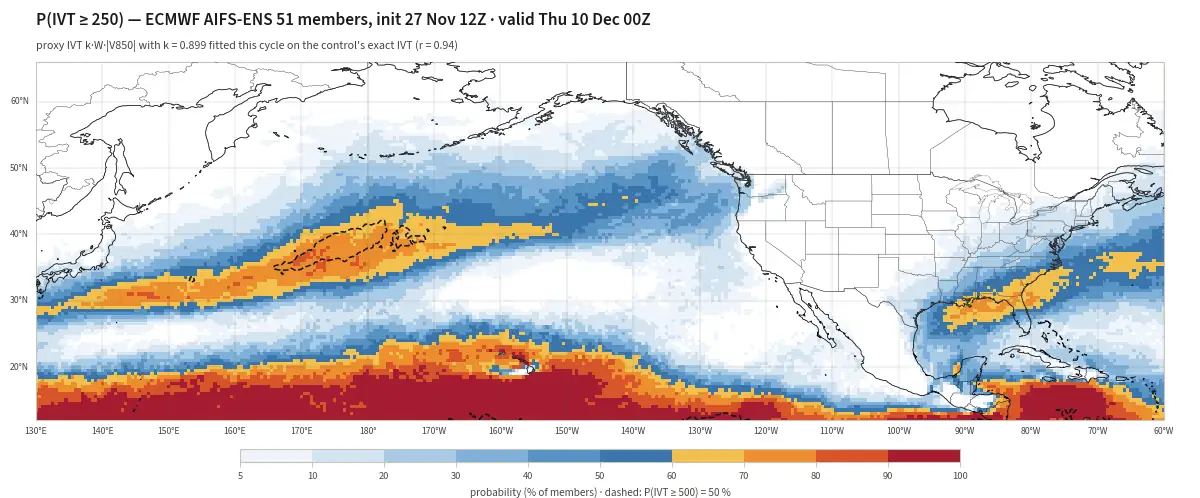 P(IVT ≥ 250) — ECMWF AIFS-ENS 51 members, init 27 Nov 12Z · valid Thu 10 Dec 00Z
proxy IVT k·W·|V850| with k = 0.899 fitted this cycle on the control's exact IVT (r = 0.94)
60°N
50°N
40°N
30°N
20°N
130°E 140°E 150°E 160°E 170°E 180° 170°W 160°W 150°W 140°W 130°W 120°W 110°W 100°W 90°W 80°W 70°W 60°W
5 10 20 30 40 50 60 70 80 90 100
probability (% of members) · dashed: P(IVT ≥ 500) = 50 %